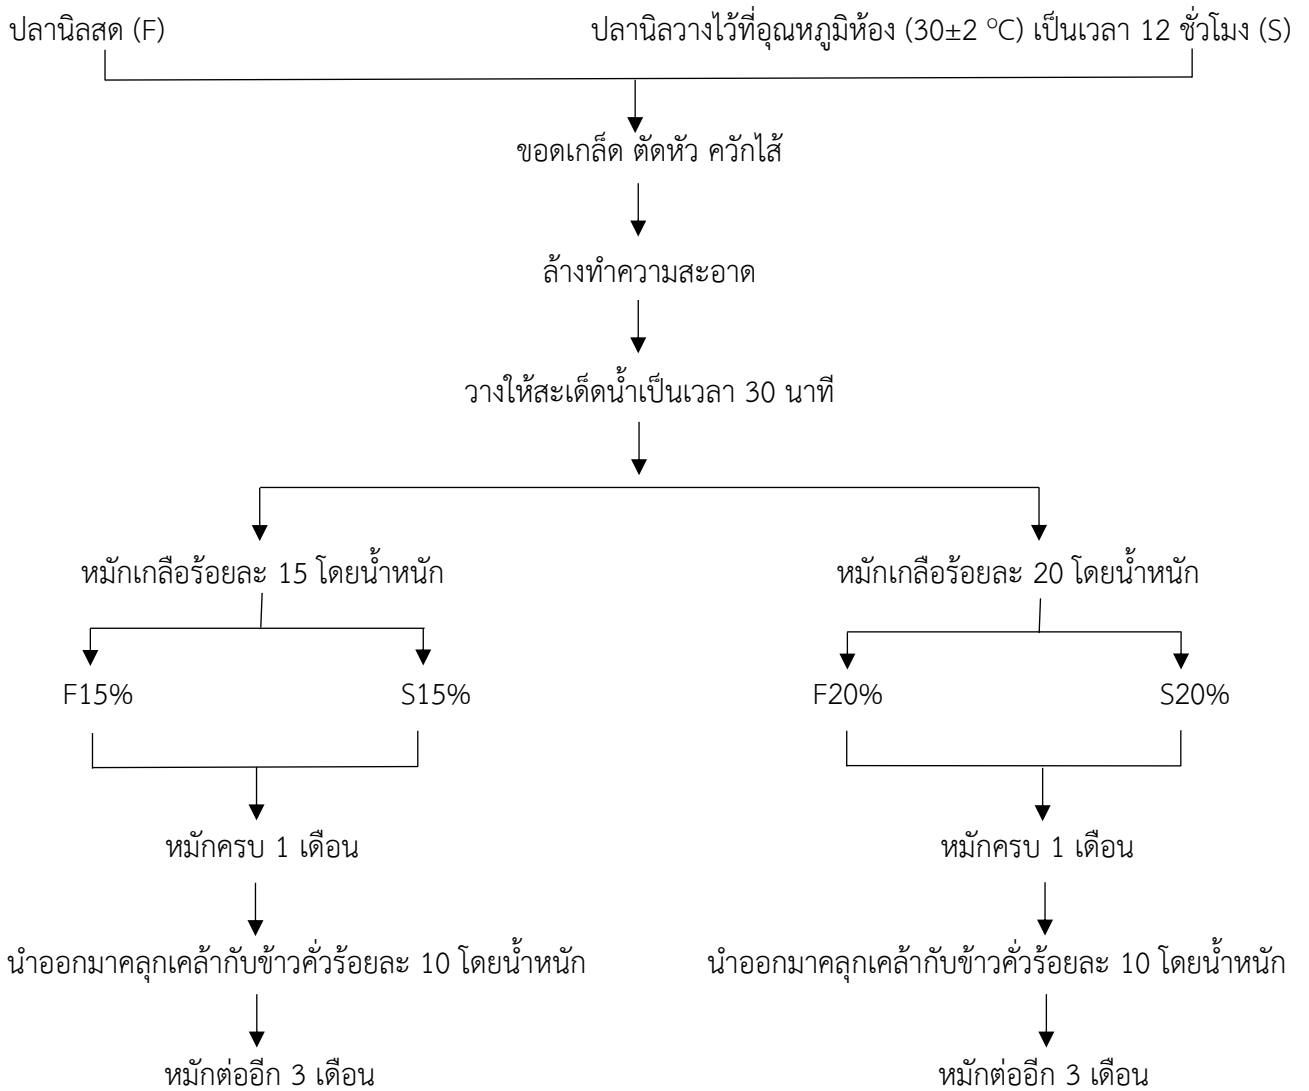 ปลานิลสด (F)
ปลานิลวางไว้ที่อุณหภูมิห้อง (30±2 °C) เป็นเวลา 12 ชั่วโมง (S)
ขอดเกล็ด ตัดหัว ควักไส้
ล้างทำความสะอาด
วางให้สะเด็ดน้ำเป็นเวลา 30 นาที
หมักเกลือร้อยละ 15 โดยน้ำหนัก
หมักเกลือร้อยละ 20 โดยน้ำหนัก
F15%
S15%
F20%
S20%
หมักครบ 1 เดือน
หมักครบ 1 เดือน
นำออกมาคลุกเคล้ากับข้าวคั่วร้อยละ 10 โดยน้ำหนัก
นำออกมาคลุกเคล้ากับข้าวคั่วร้อยละ 10 โดยน้ำหนัก
หมักต่ออีก 3 เดือน
หมักต่ออีก 3 เดือน